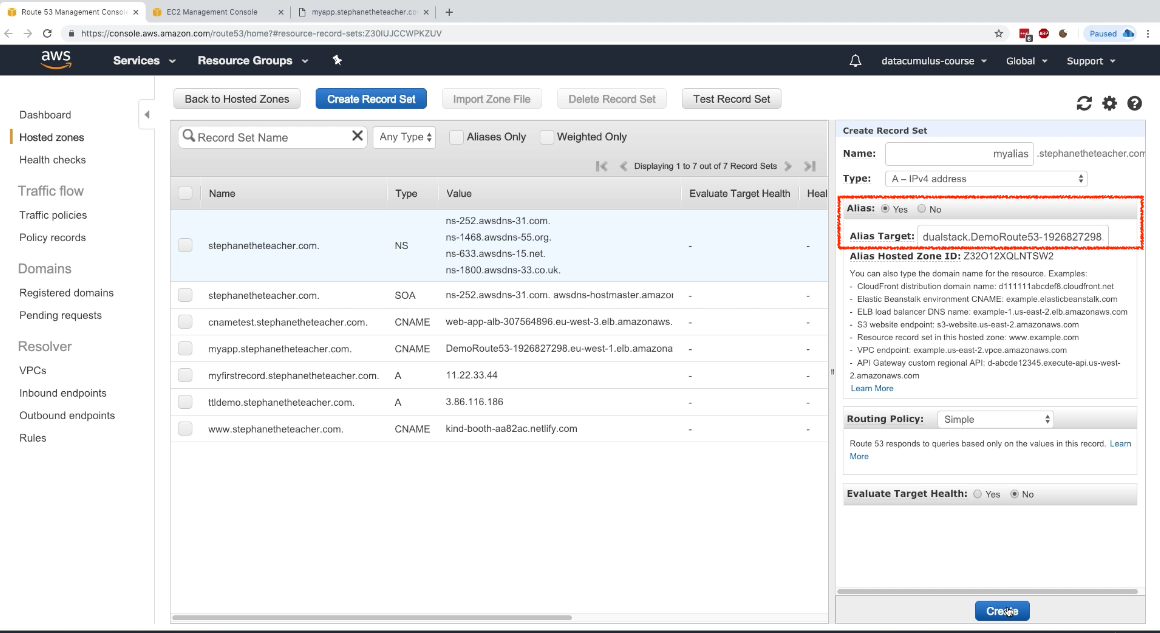 Route 53 Management Console
EC2 Management Console
myapp.stephanetheteacher.co
https://console.aws.amazon.com/route53/home?#resource-record-sets:Z30IUJCCWPKZUV
Paused
aws
Services
Resource Groups
datacumulus-course
Global
Support
Dashboard
Hosted zones
Health checks
Traffic flow
Traffic policies
Policy records
Domains
Registered domains
Pending requests
Resolver
VPCs
Inbound endpoints
Outbound endpoints
Rules
Back to Hosted Zones
Create Record Set
Import Zone File
Delete Record Set
Test Record Set
Record Set Name
Any Type
Aliases Only
Weighted Only
Displaying 1 to 7 out of 7 Record Sets
Name Type Value Evaluate Target Health Heal
stephanetheteacher. NS
ns-252.awsdns-31.com.
ns-1468.awsdns-55.org.
ns-633.awsdns-15.net.
ns-1800.awsdns-33.co.uk.
- -
stephanetheteacher.com. SOA ns-252.awsdns-31.com. awsdns-hostmaster.amazor - -
cnametest.stephanetheteacher.com. CNAME web-app-alb-307564896.eu-west-3.elb.amazonaws. - -
myapp.stephanetheteacher.com. CNAME DemoRoute53-1926827298.eu-west-1.elb.amazona - -
myfirstrecord.stephanetheteacher.com. A 11.22.33.44 - -
ttldemo.stephanetheteacher.com. A 3.86.116.186 - -
www.stephanetheteacher.com. CNAME kind-booth-aa82ac.netlify.com - -
Create Record Set
Name: myalias .stephanetheteacher.com
Type: A – IPv4 address
Alias: Yes No
Alias Target: dualstack.DemoRoute53-1926827298
Alias Hosted Zone ID: Z32O12XQLNTSW2
You can also type the domain name for the resource. Examples:
- CloudFront distribution domain name: d111111abcdef8.cloudfront.net
- Elastic Beanstalk environment CNAME: example.elasticbeanstalk.com
- ELB load balancer DNS name: example-1.us-east-2.elb.amazonaws.com
- S3 website endpoint: s3-website.us-east-2.amazonaws.com
- Resource record set in this hosted zone: www.example.com
- VPC endpoint: example.us-east-2.vpce.amazonaws.com
- API Gateway custom regional API: d-abcde12345.execute-api.us-west-
2.amazonaws.com
Learn More
Routing Policy: Simple
Route 53 responds to queries based only on the values in this record. Learn
More
Evaluate Target Health: Yes No
Create